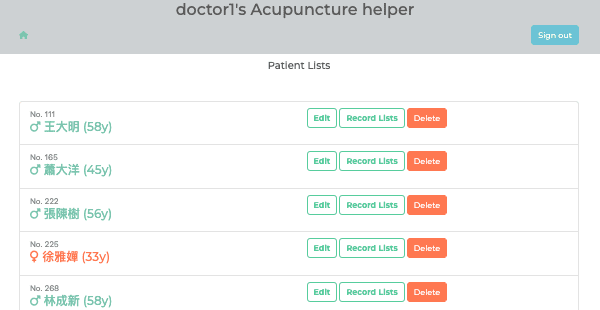 doctor1's Acupuncture helper
Sign out
Patient Lists
No. 111
王大明 (58y)
Edit Record Lists Delete
No. 165
蕭大洋 (45y)
Edit Record Lists Delete
No. 222
張陳樹 (56y)
Edit Record Lists Delete
No. 225
徐雅嬋 (33y)
Edit Record Lists Delete
No. 268
林成新 (58y)
Edit Record Lists Delete